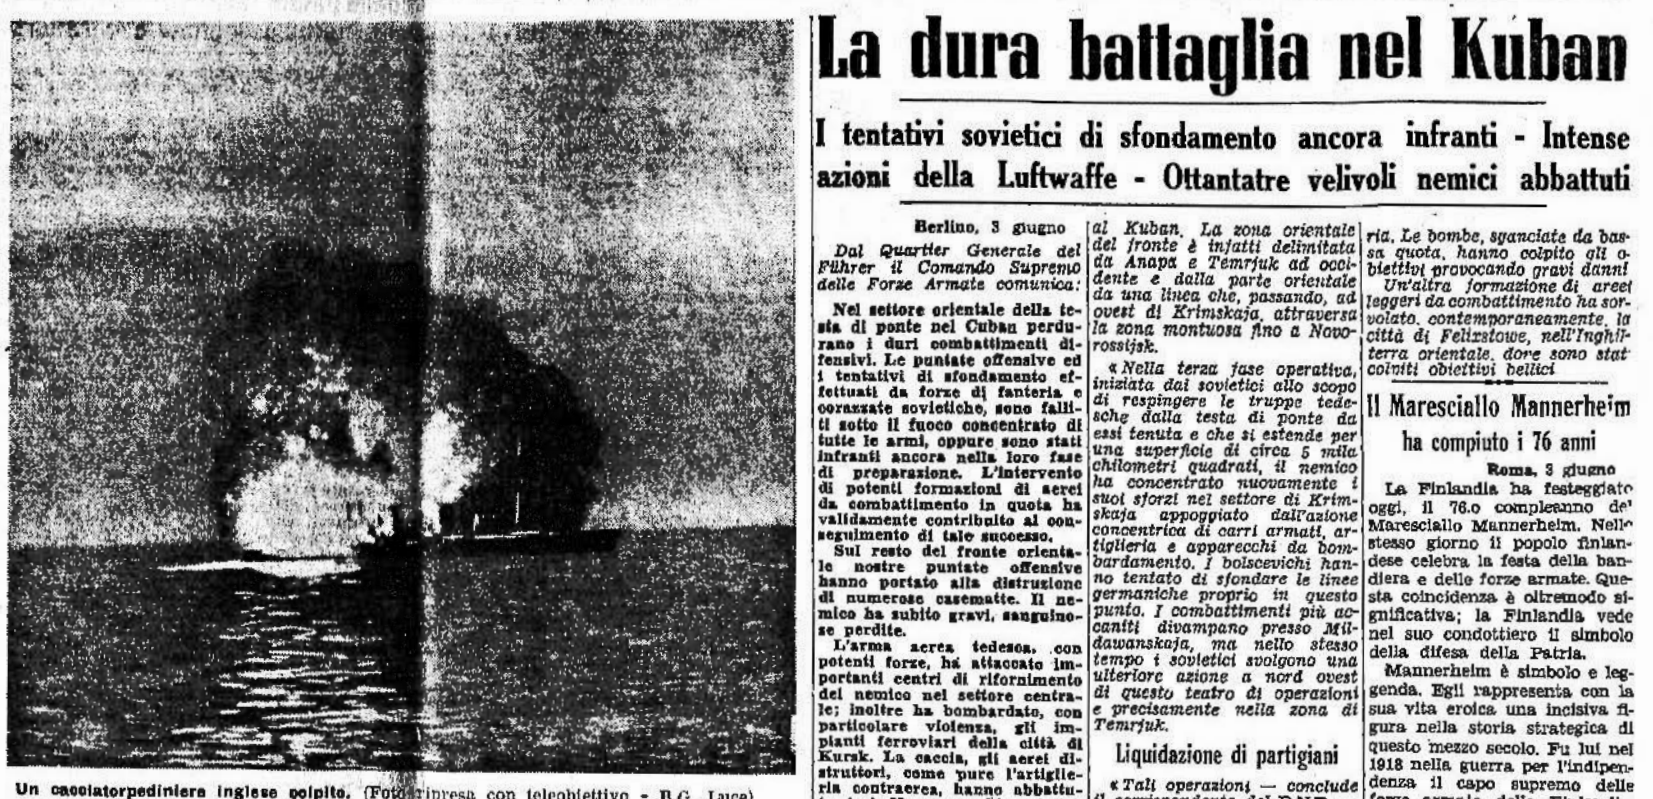 La dura battaglia nel Kuban
I tentativi sovietici di sfondamento ancora infranti - Intense
azioni della Luftwaffe - Ottantatre velivoli nemici abbattuti
Berlino, 3 giugno
Dal Quartier Generale del
Führer il Comando Supremo
delle Forze Armate comunica:
Nel settore orientale della te-
sta di ponte nel Cuban perdu-
rano i duri combattimenti di-
fensivi. Le puntate offensive ed
i tentativi di sfondamento ef-
fettuati da forze di fanteria e
corazzate sovietiche, sono falli-
ti sotto il fuoco concentrato di
tutte le armi, oppure sono stati
infranti ancora nella loro fase
di preparazione. L'intervento
di potenti formazioni di aerei
da combattimento in quota ha
validamente contribuito al con-
seguimento di tale successo.
Sul resto del fronte orienta-
le nostre puntate offensive
hanno portato alla distruzione
di numerose casematte. Il ne-
mico ha subito gravi, sanguino-
se perdite.
L'arma aerea tedesca, con
potenti forze, ha attaccato im-
portanti centri di rifornimento
del nemico nel settore centra-
le; inoltre ha bombardato, con
particolare violenza, gli im-
pianti ferroviari della città di
Kursk. La caccia, gli aerei di-
struttori, come pure l'artiglie-
ria contraerea, hanno abbattu-
al Kuban. La zona orientale
del fronte è infatti delimitata
da Anapa e Temrjuk ad occi-
dente e dalla parte orientale
da una linea che, passando, ad
ovest di Krimskaja, attraversa
la zona montuosa fino a Novo-
rossijsk.
« Nella terza fase operativa,
iniziata dai sovietici allo scopo
di respingere le truppe tede-
sche dalla testa di ponte da
essi tenuta e che si estende per
una superficie di circa 5 mila
chilometri quadrati, il nemico
ha concentrato nuovamente i
suoi sforzi nel settore di Krim-
skaja appoggiato dall'azione
concentrica di carri armati, ar-
tiglieria e apparecchi da bom-
bardamento. I bolscevichi han-
no tentato di sfondare le linee
germaniche proprio in questo
punto. I combattimenti più ac-
caniti divampano presso Mil-
dawanskaja, ma nello stesso
tempo i sovietici svolgono una
ulteriore azione a nord ovest
di questo teatro di operazioni
e precisamente nella zona di
Temrjuk.
Liquidazione di partigiani
« Tali operazioni — conclude
il corrispondente del D.N.B.
ria. Le bombe, sganciate da bas-
sa quota, hanno colpito gli o-
biettivi provocando gravi danni
Un'altra formazione di aerei
leggeri da combattimento ha sor-
volato, contemporaneamente, la
città di Felixstowe, nell'Inghil-
terra orientale, dove sono stati
colpiti obiettivi bellici
Il Maresciallo Mannerheim
ha compiuto i 76 anni
Roma, 3 giugno
La Finlandia ha festeggiato
oggi, il 76.o compleanno de'
Maresciallo Mannerheim. Nello
stesso giorno il popolo finlan-
dese celebra la festa della ban-
diera e delle forze armate. Que-
sta coincidenza è oltremodo si-
gnificativa; la Finlandia vede
nel suo condottiero il simbolo
della difesa della Patria.
Mannerheim è simbolo e leg-
genda. Egli rappresenta con la
sua vita eroica una incisiva fi-
gura nella storia strategica di
questo mezzo secolo. Fu lui nel
1918 nella guerra per l'indipen-
denza il capo supremo delle
Un cacciatorpediniere inglese colpito. (Foto ripresa con teleobiettivo - R.G. Luce)